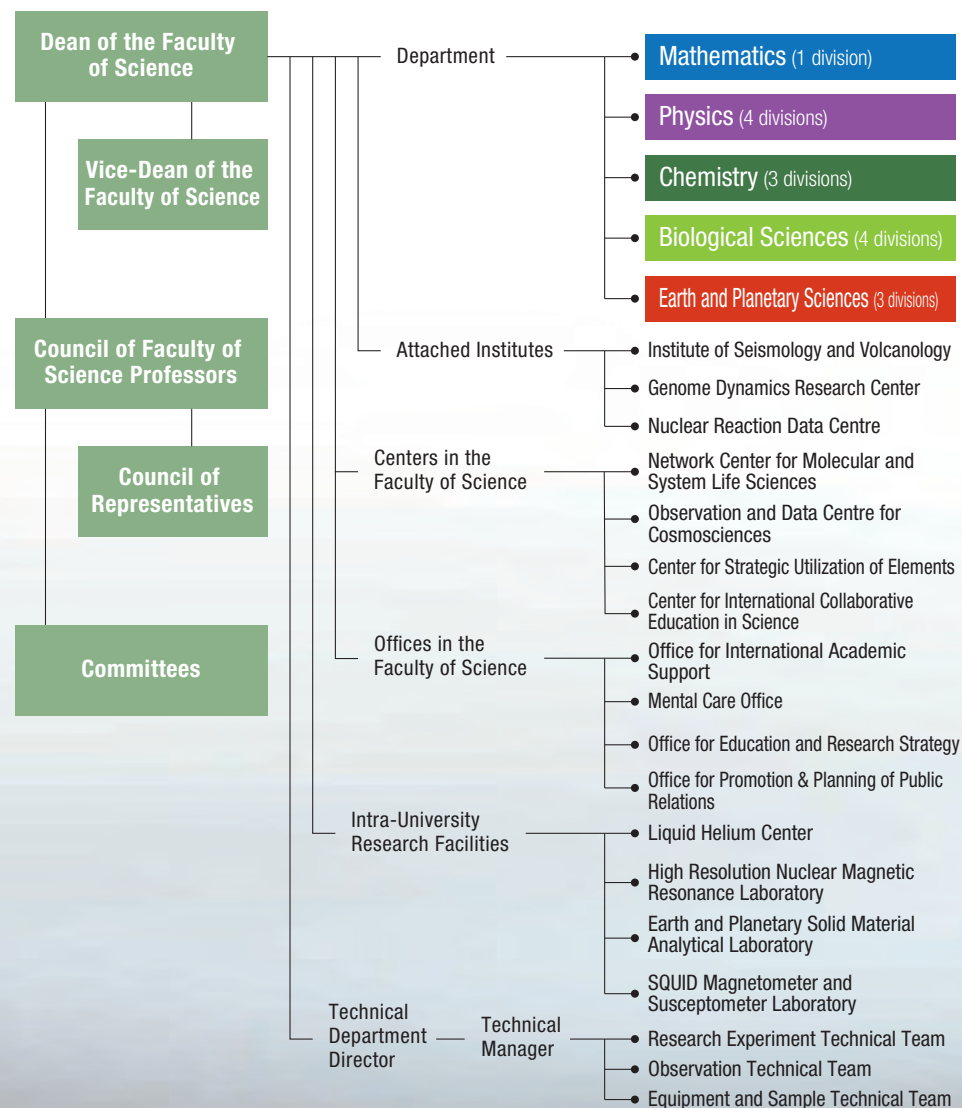 Dean of the Faculty
of Science
Vice-Dean of the
Faculty of Science
Council of Faculty of
Science Professors
Council of
Representatives
Committees
Department
Mathematics (1 division)
Physics (4 divisions)
Chemistry (3 divisions)
Biological Sciences (4 divisions)
Earth and Planetary Sciences (3 divisions)
Attached Institutes
Institute of Seismology and Volcanology
Genome Dynamics Research Center
Nuclear Reaction Data Centre
Centers in the
Faculty of Science
Network Center for Molecular and
System Life Sciences
Observation and Data Centre for
Cosmosciences
Center for Strategic Utilization of Elements
Center for International Collaborative
Education in Science
Offices in the
Faculty of Science
Office for International Academic
Support
Mental Care Office
Office for Education and Research Strategy
Office for Promotion & Planning of Public
Relations
Intra-University
Research Facilities
Liquid Helium Center
High Resolution Nuclear Magnetic
Resonance Laboratory
Earth and Planetary Solid Material
Analytical Laboratory
SQUID Magnetometer and
Susceptometer Laboratory
Technical
Department
Director
Technical
Manager
Research Experiment Technical Team
Observation Technical Team
Equipment and Sample Technical Team